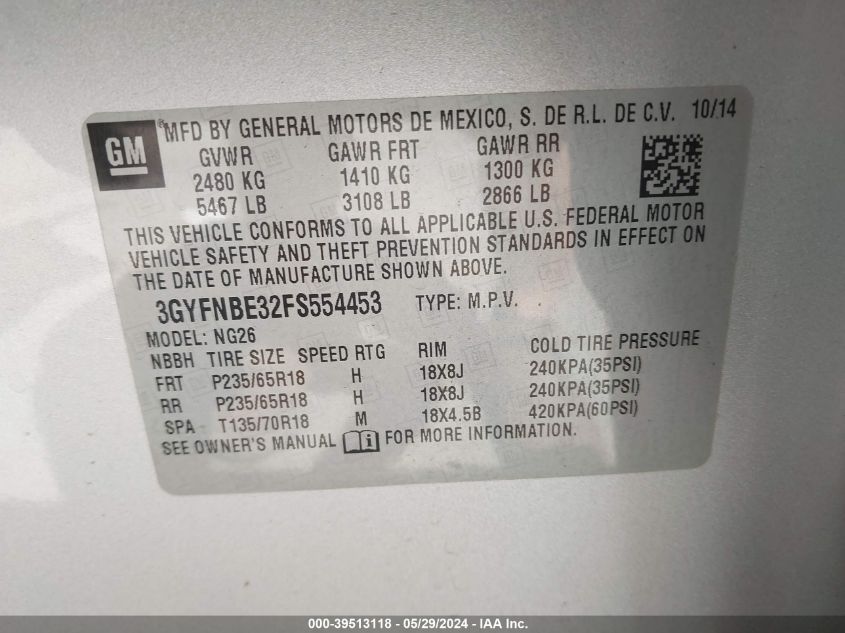 GM
® MFD BY GENERAL MOTORS DE MEXICO, S. DE R.L. DE C.V. 10/14
GVWR GAWR FRT GAWR RR
2480 KG 1410 KG 1300 KG
5467 LB 3108 LB 2866 LB
THIS VEHICLE CONFORMS TO ALL APPLICABLE U.S. FEDERAL MOTOR
VEHICLE SAFETY AND THEFT PREVENTION STANDARDS IN EFFECT ON
THE DATE OF MANUFACTURE SHOWN ABOVE.
3GYFNBE32FS554453 TYPE: M.P.V.
MODEL: NG26
NBBH TIRE SIZE SPEED RTG RIM COLD TIRE PRESSURE
FRT P235/65R18 H 18X8J 240KPA(35PSI)
RR P235/65R18 H 18X8J 240KPA(35PSI)
SPA T135/70R18 M 18X4.5B 420KPA(60PSI)
SEE OWNER'S MANUAL FOR MORE INFORMATION.
000-39513118 - 05/29/2024 - IAA Inc.